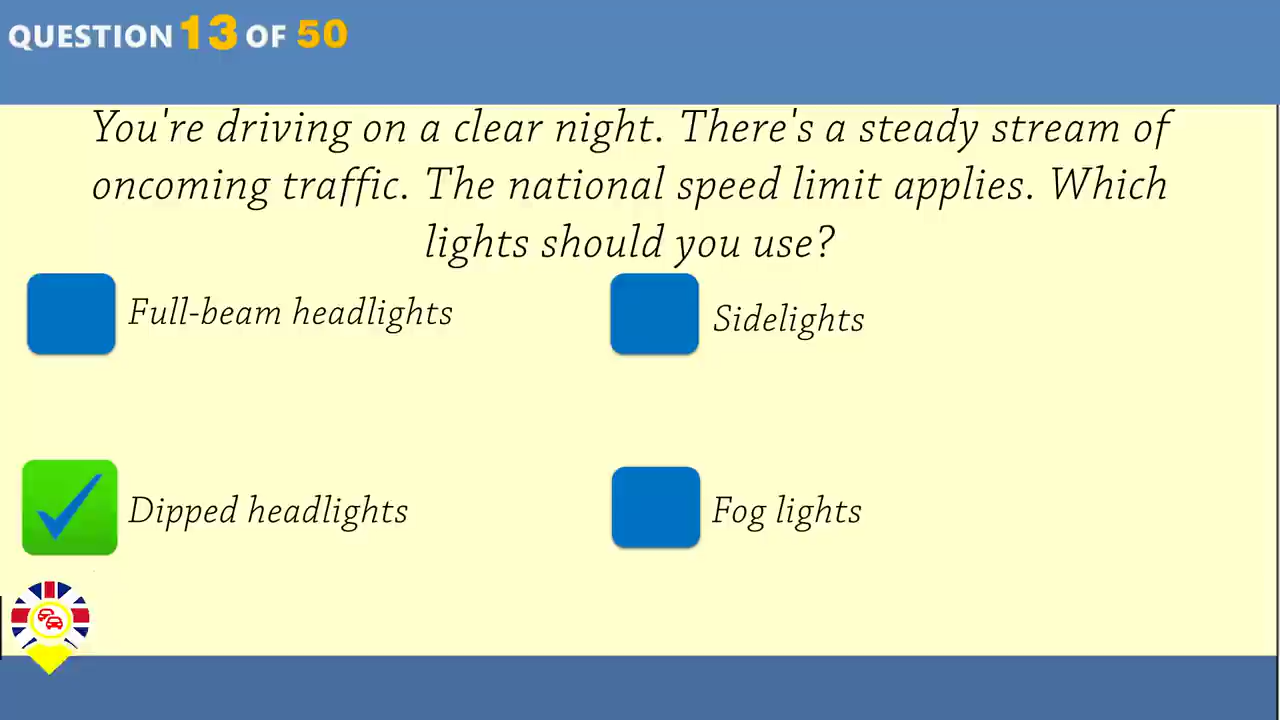 QUESTION 13 OF 50
You're driving on a clear night. There's a steady stream of
oncoming traffic. The national speed limit applies. Which
lights should you use?
Full-beam headlights
Sidelights
Dipped headlights
Fog lights